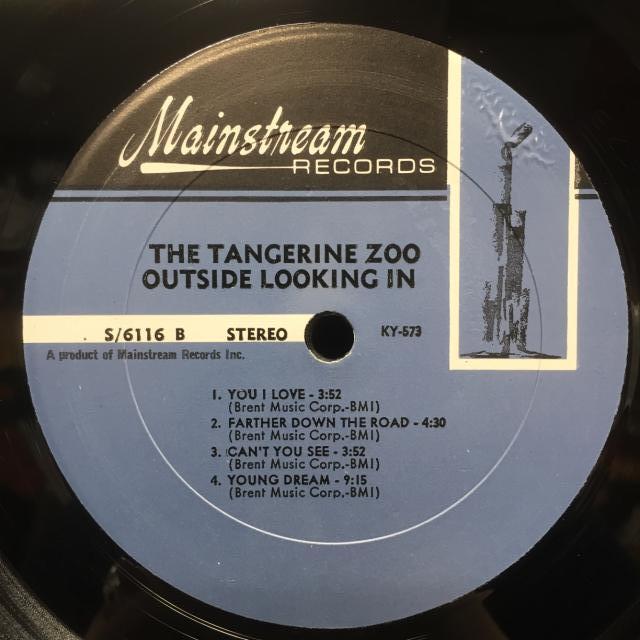 Mainstream
RECORDS
THE TANGERINE ZOO
OUTSIDE LOOKING IN
S/6116 B STEREO KY-573
A product of Mainstream Records Inc.
1. YOU I LOVE - 3:52
(Brent Music Corp.-BMI)
2. FARTHER DOWN THE ROAD - 4:30
(Brent Music Corp.-BMI)
3. CAN'T YOU SEE - 3:52
(Brent Music Corp.-BMI)
4. YOUNG DREAM - 9:15
(Brent Music Corp.-BMI)